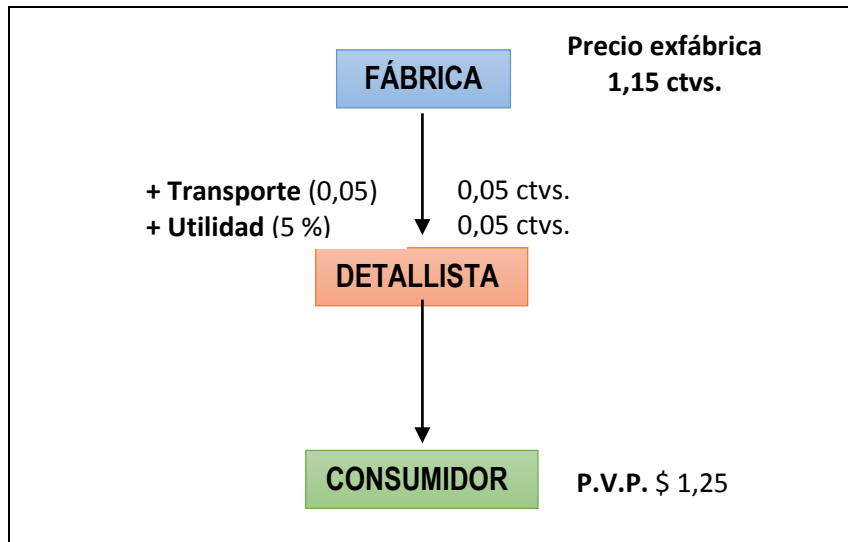 Precio exfábrica
1,15 ctvs.
FÁBRICA
+ Transporte (0,05) 0,05 ctvs.
+ Utilidad (5 %) 0,05 ctvs.
DETALLISTA
CONSUMIDOR
P.V.P. $ 1,25